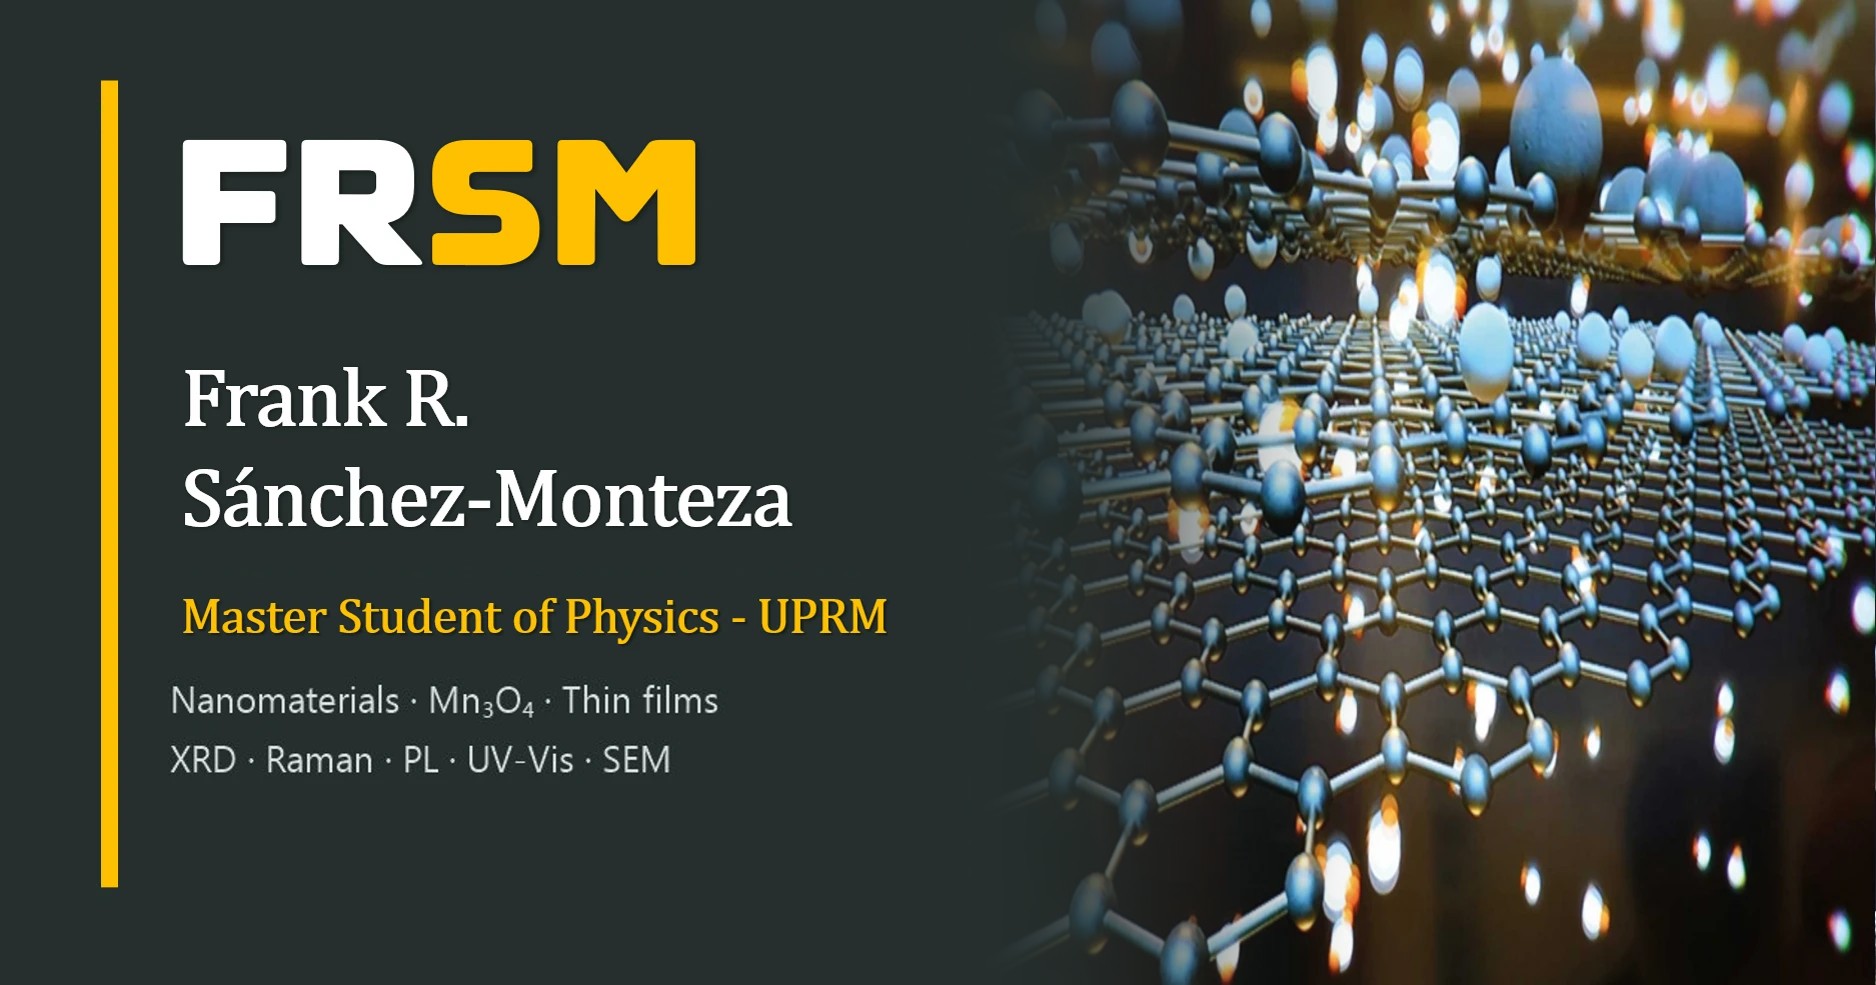 FRSM
Frank R.
Sánchez-Monteza
Master Student of Physics - UPRM
Nanomaterials · Mn₃O₄ · Thin films
XRD · Raman · PL · UV-Vis · SEM